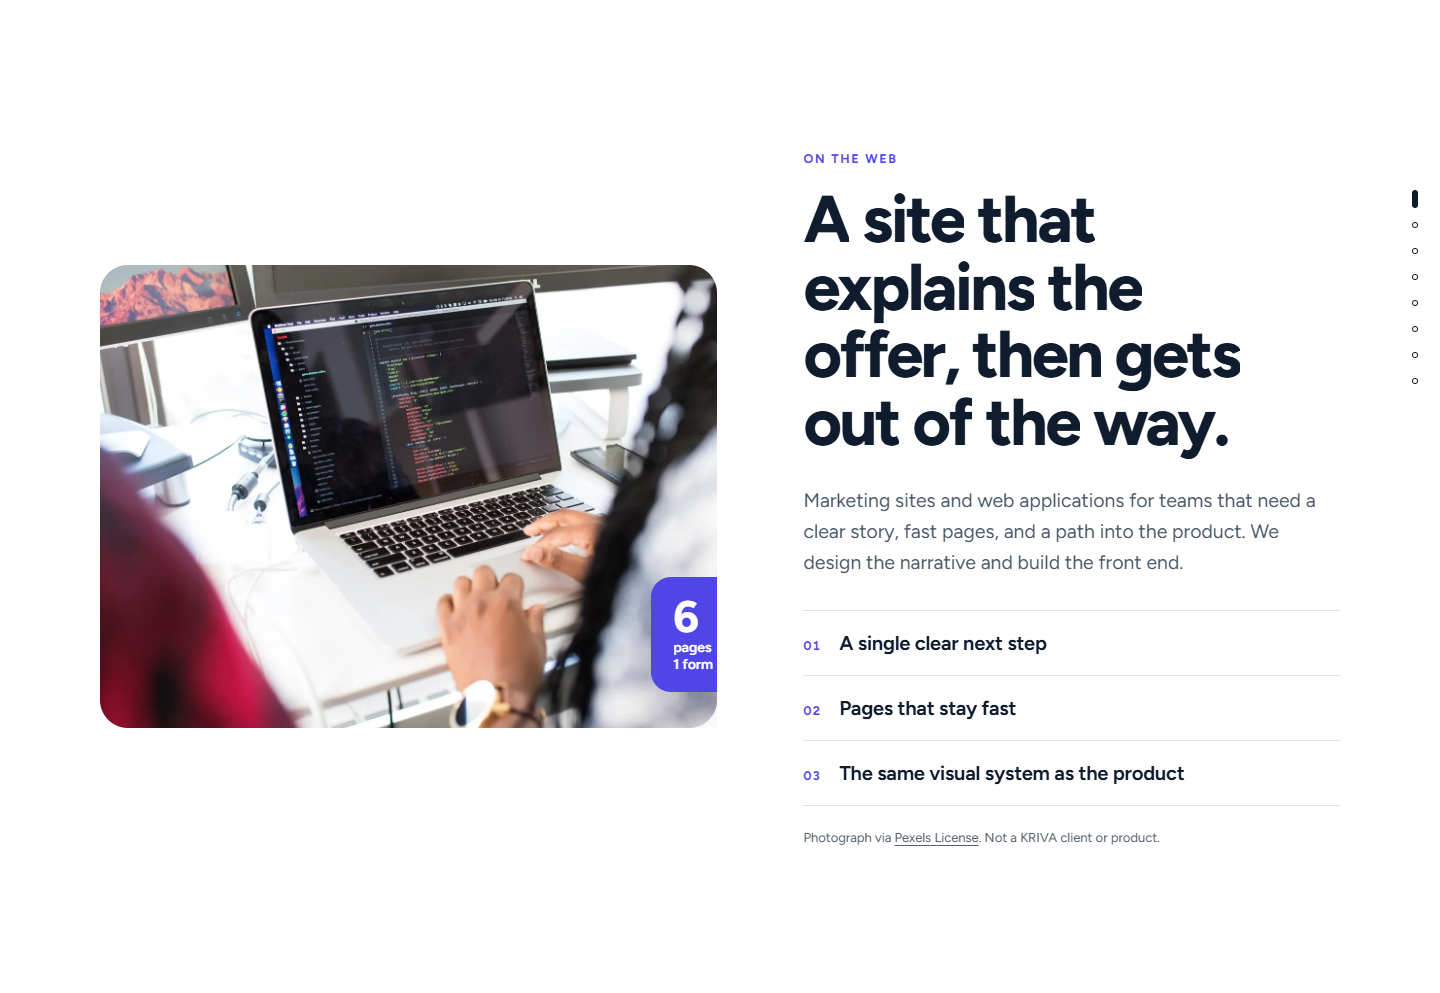 ON THE WEB
A site that
explains the
offer, then gets
out of the way.
Marketing sites and web applications for teams that need a
clear story, fast pages, and a path into the product. We
design the narrative and build the front end.
6
pages
1 form
01 A single clear next step
02 Pages that stay fast
03 The same visual system as the product
Photograph via Pexels License. Not a KRIVA client or product.